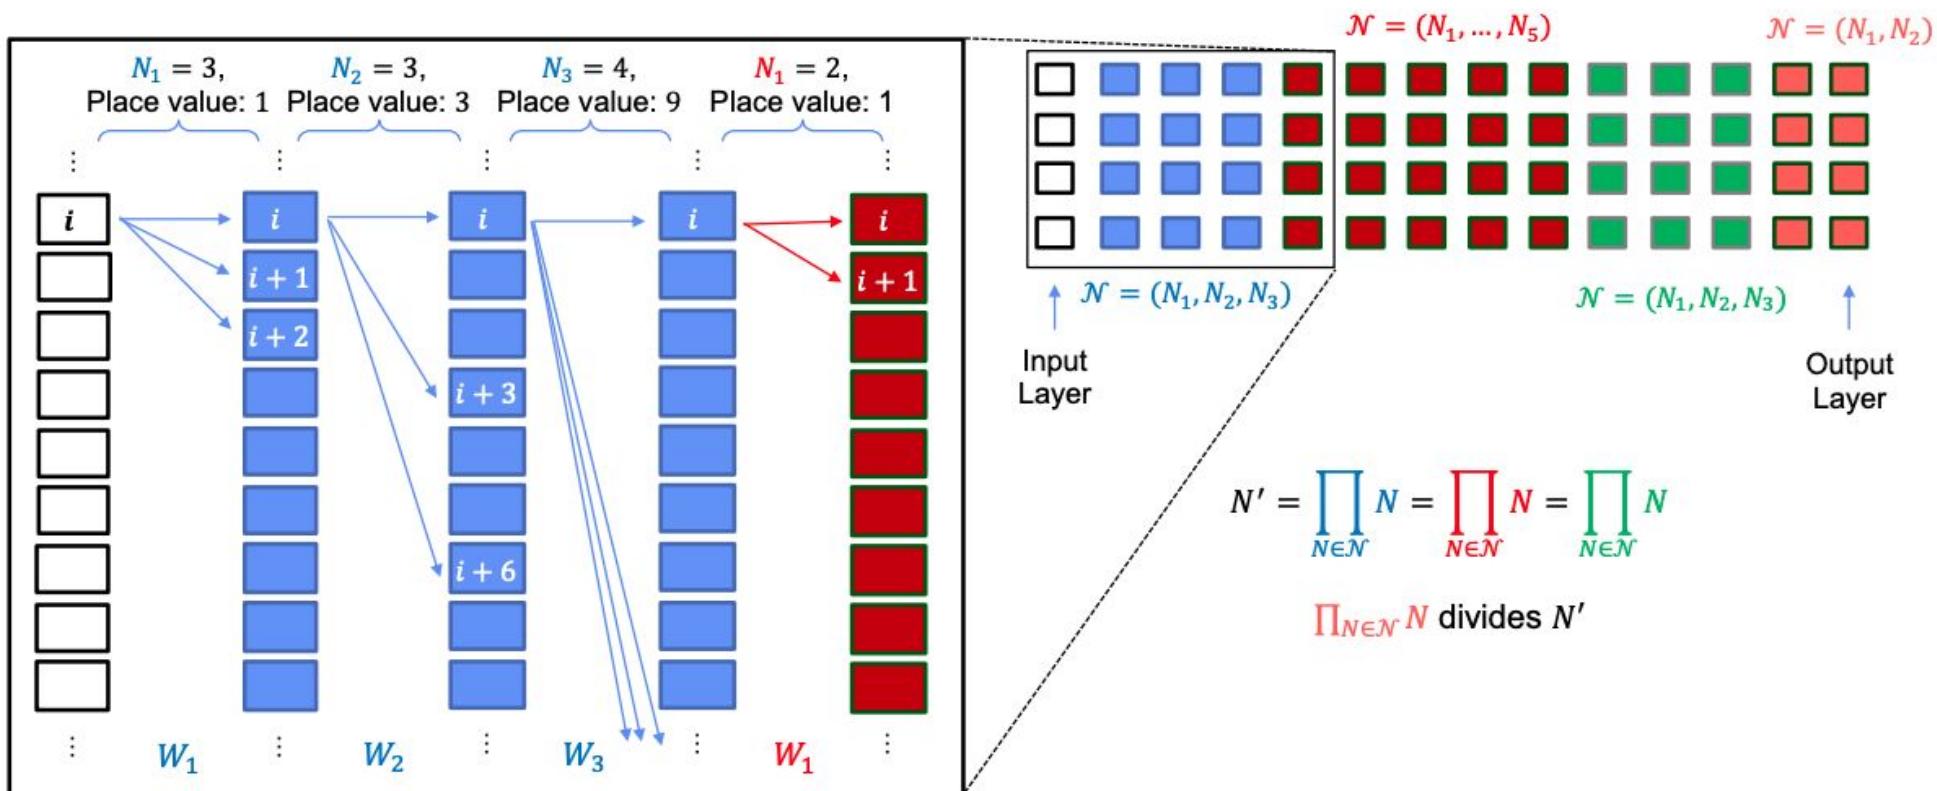 N₁ = 3,
Place value: 1
N₂ = 3,
Place value: 3
N₃ = 4,
Place value: 9
N₁ = 2,
Place value: 1
⋮ ⋮ ⋮ ⋮ ⋮
i i i i i
i + 1 i + 1
i + 2
i + 3
i + 6
⋮ ⋮ ⋮ ⋮ ⋮
W₁ W₂ W₃ W₁
𝒩 = (N₁, ..., N₅)
𝒩 = (N₁, N₂)
𝒩 = (N₁, N₂, N₃)
𝒩 = (N₁, N₂, N₃)
Input
Layer
Output
Layer
N′ = ∏_{N∈𝒩} N = ∏_{N∈𝒩} N = ∏_{N∈𝒩} N
∏_{N∈𝒩} N divides N′